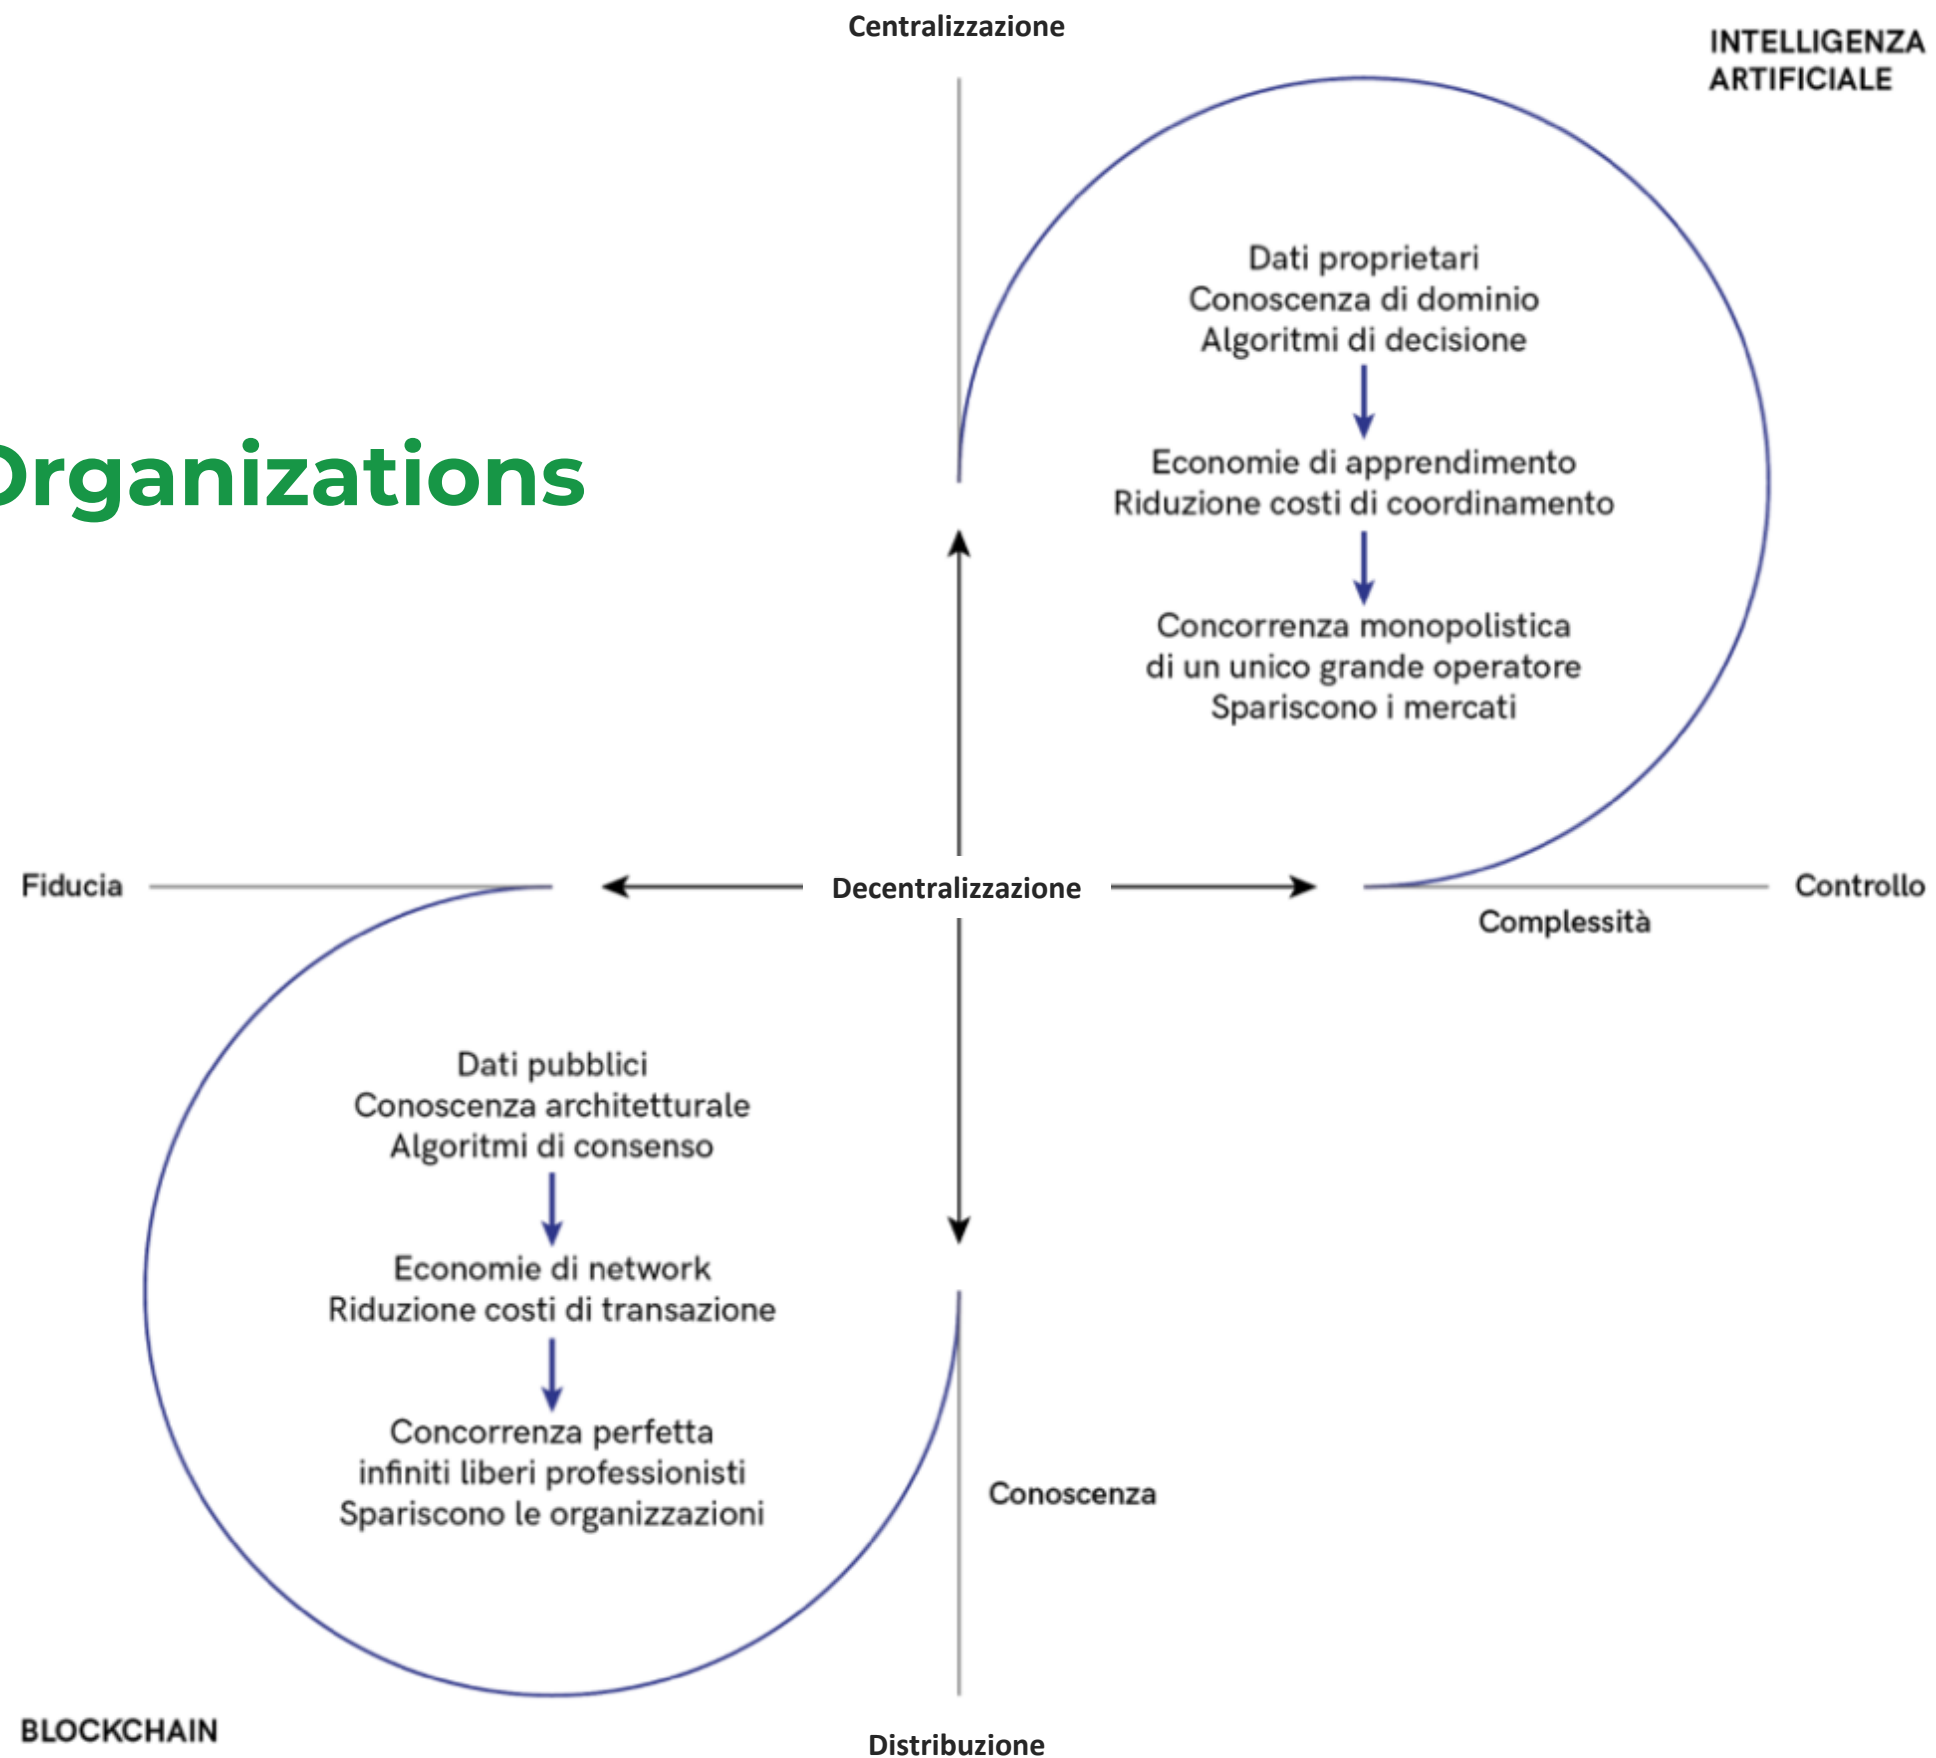 Centralizzazione
INTELLIGENZA
ARTIFICIALE
Dati proprietari
Conoscenza di dominio
Algoritmi di decisione
Organizations
Economie di apprendimento
Riduzione costi di coordinamento
Concorrenza monopolistica
di un unico grande operatore
Spariscono i mercati
Fiducia
Decentralizzazione
Controllo
Complessità
Dati pubblici
Conoscenza architetturale
Algoritmi di consenso
Economie di network
Riduzione costi di transazione
Concorrenza perfetta
infiniti liberi professionisti
Spariscono le organizzazioni
Conoscenza
BLOCKCHAIN
Distribuzione